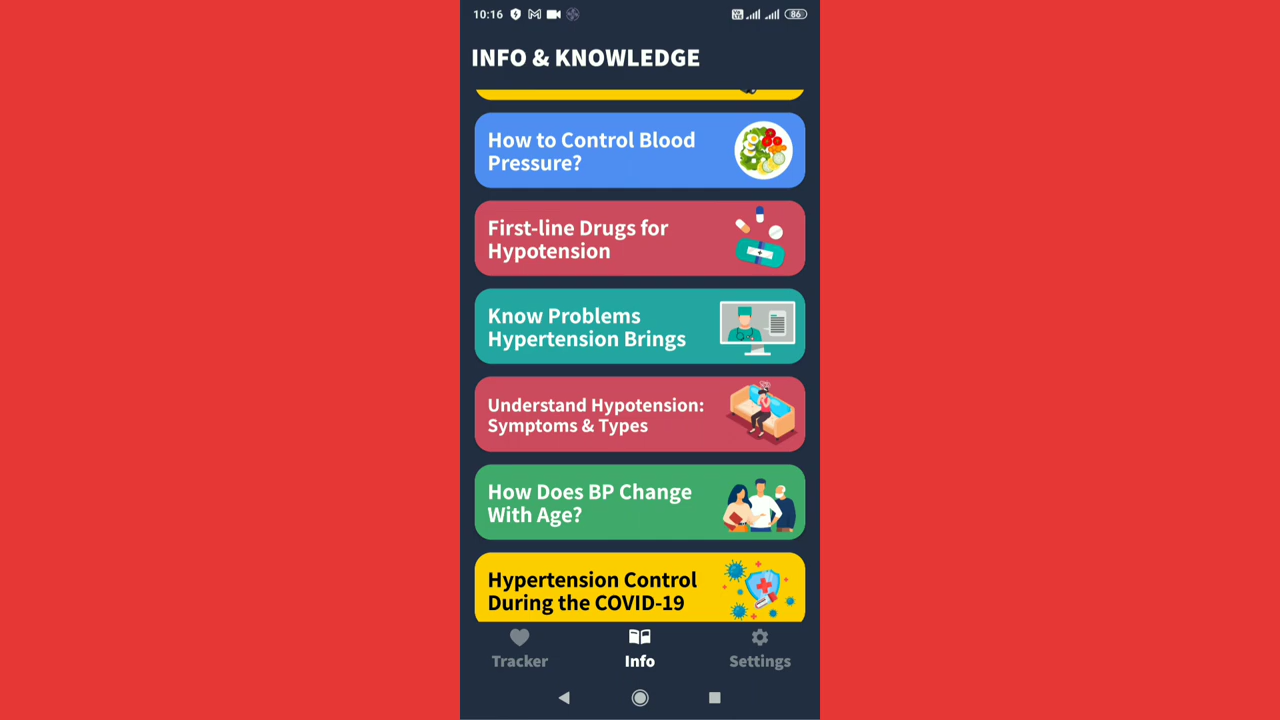 10:16
86
INFO & KNOWLEDGE
How to Control Blood
Pressure?
First-line Drugs for
Hypotension
Know Problems
Hypertension Brings
Understand Hypotension:
Symptoms & Types
How Does BP Change
With Age?
Hypertension Control
During the COVID-19
Tracker
Info
Settings